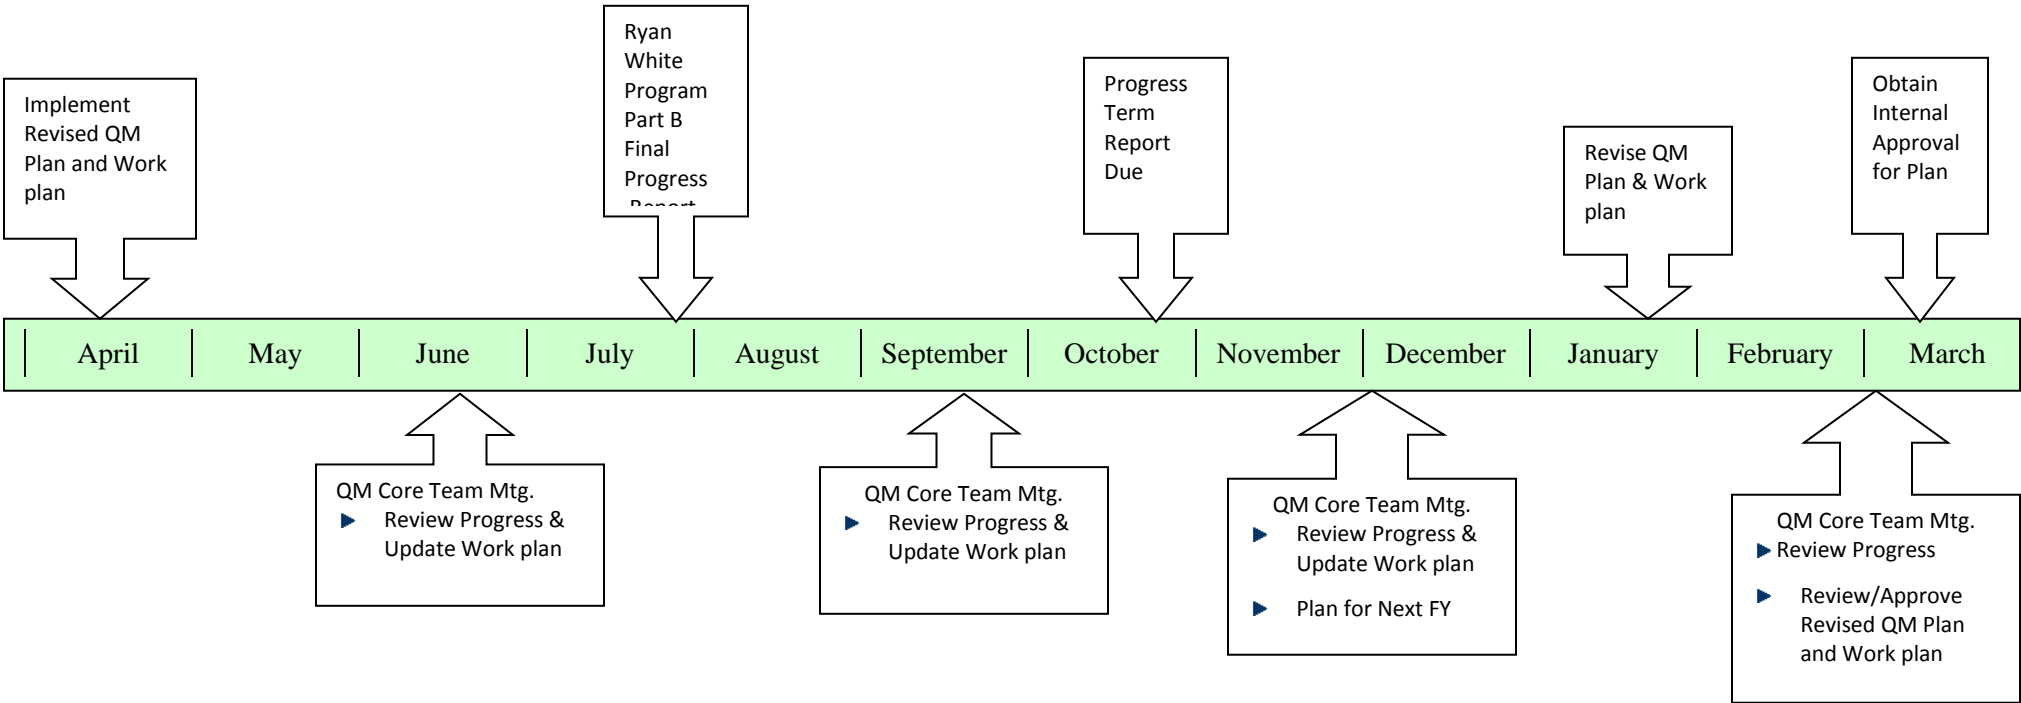 Implement
Revised QM
Plan and Work
plan
Ryan
White
Program
Part B
Final
Progress
Report
Progress
Term
Report
Due
Revise QM
Plan & Work
plan
Obtain
Internal
Approval
for Plan
April
May
June
July
August
September
October
November
December
January
February
March
QM Core Team Mtg.
Review Progress &
Update Work plan
QM Core Team Mtg.
Review Progress &
Update Work plan
QM Core Team Mtg.
Review Progress &
Update Work plan
Plan for Next FY
QM Core Team Mtg.
Review Progress
Review/Approve
Revised QM Plan
and Work plan